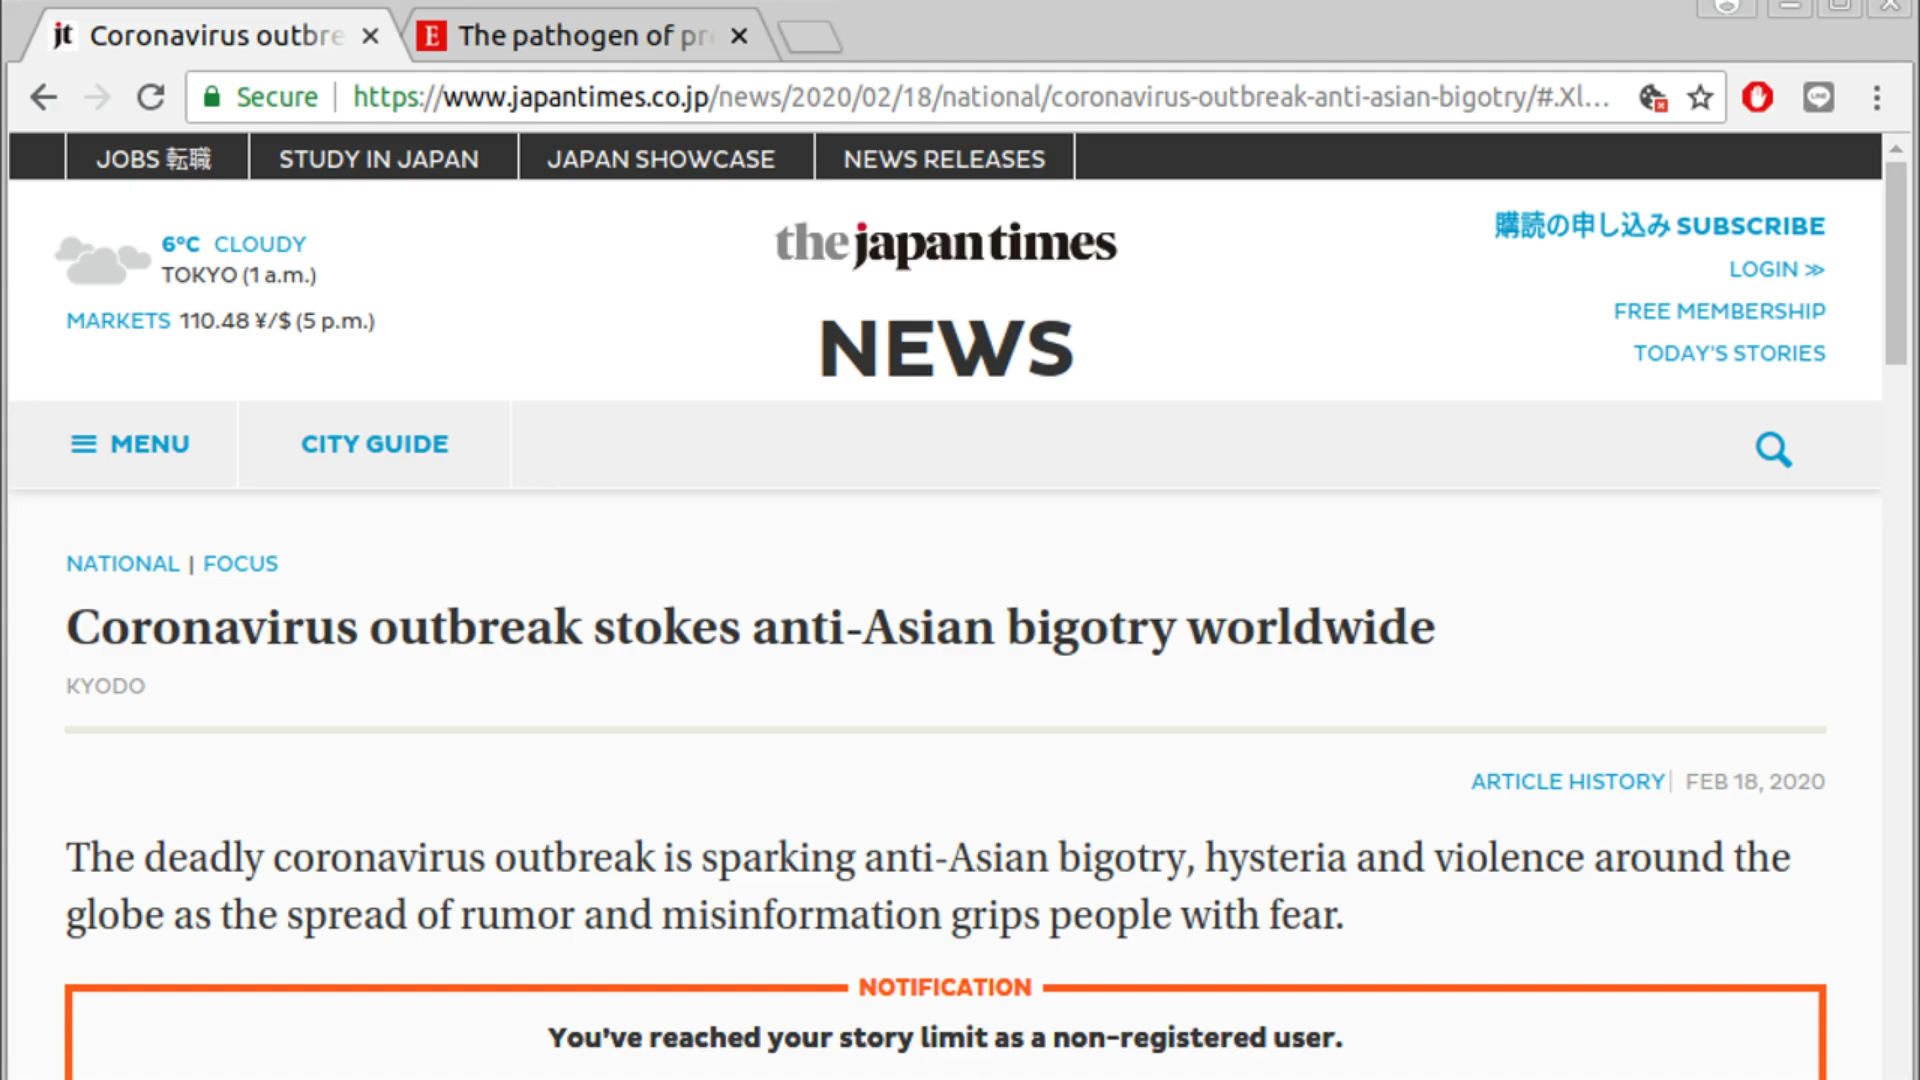 jt Coronavirus outbre
E The pathogen of pr
Secure https://www.japantimes.co.jp/news/2020/02/18/national/coronavirus-outbreak-anti-asian-bigotry/#.Xl...
JOBS 転職 STUDY IN JAPAN JAPAN SHOWCASE NEWS RELEASES
6°C CLOUDY
TOKYO (1 a.m.)
MARKETS 110.48 ¥/$ (5 p.m.)
the japan times
NEWS
購読の申し込み SUBSCRIBE
LOGIN ≫
FREE MEMBERSHIP
TODAY'S STORIES
MENU CITY GUIDE
NATIONAL | FOCUS
Coronavirus outbreak stokes anti-Asian bigotry worldwide
KYODO
ARTICLE HISTORY | FEB 18, 2020
The deadly coronavirus outbreak is sparking anti-Asian bigotry, hysteria and violence around the
globe as the spread of rumor and misinformation grips people with fear.
NOTIFICATION
You've reached your story limit as a non-registered user.